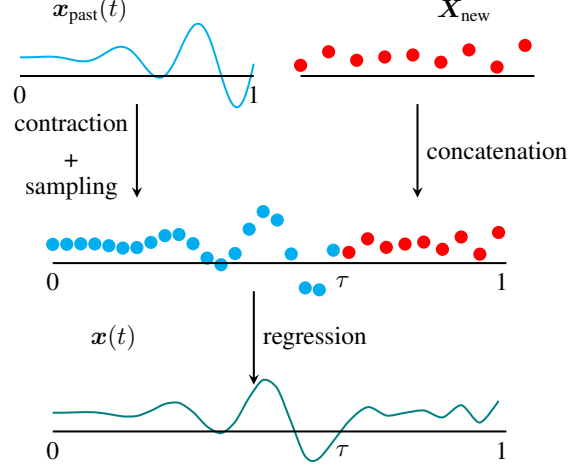 x_past(t) X_new
0 1
contraction
+
sampling
concatenation
0 τ 1
x(t)
regression
0 τ 1